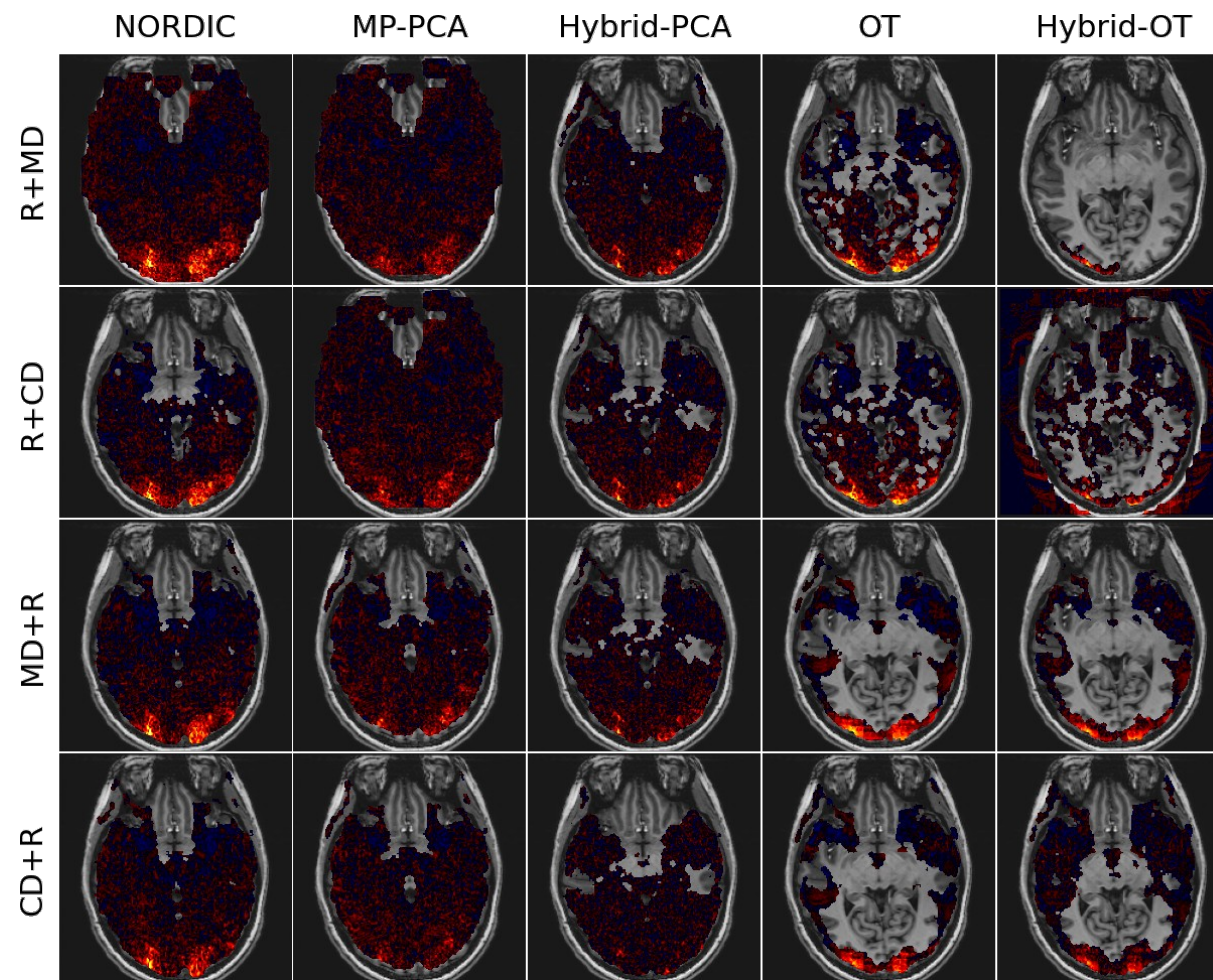 NORDIC MP-PCA Hybrid-PCA OT Hybrid-OT
R+MD
R+CD
MD+R
CD+R